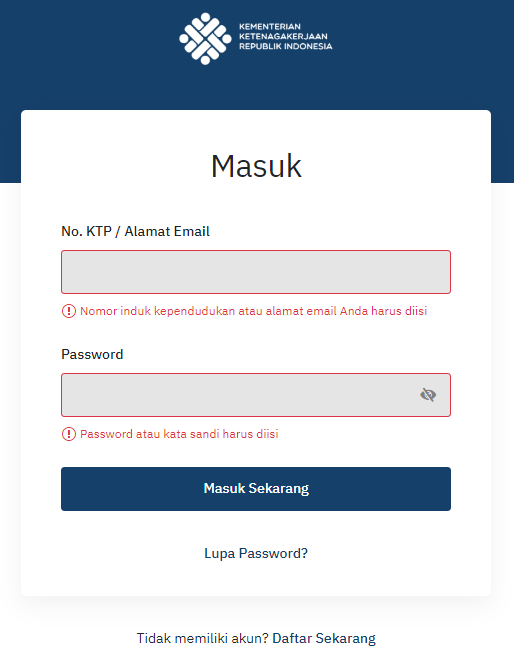 KEMENTERIAN
KETENAGAKERJAAN
REPUBLIK INDONESIA
Masuk
No. KTP / Alamat Email
Nomor induk kependudukan atau alamat email Anda harus diisi
Password
Password atau kata sandi harus diisi
Masuk Sekarang
Lupa Password?
Tidak memiliki akun? Daftar Sekarang